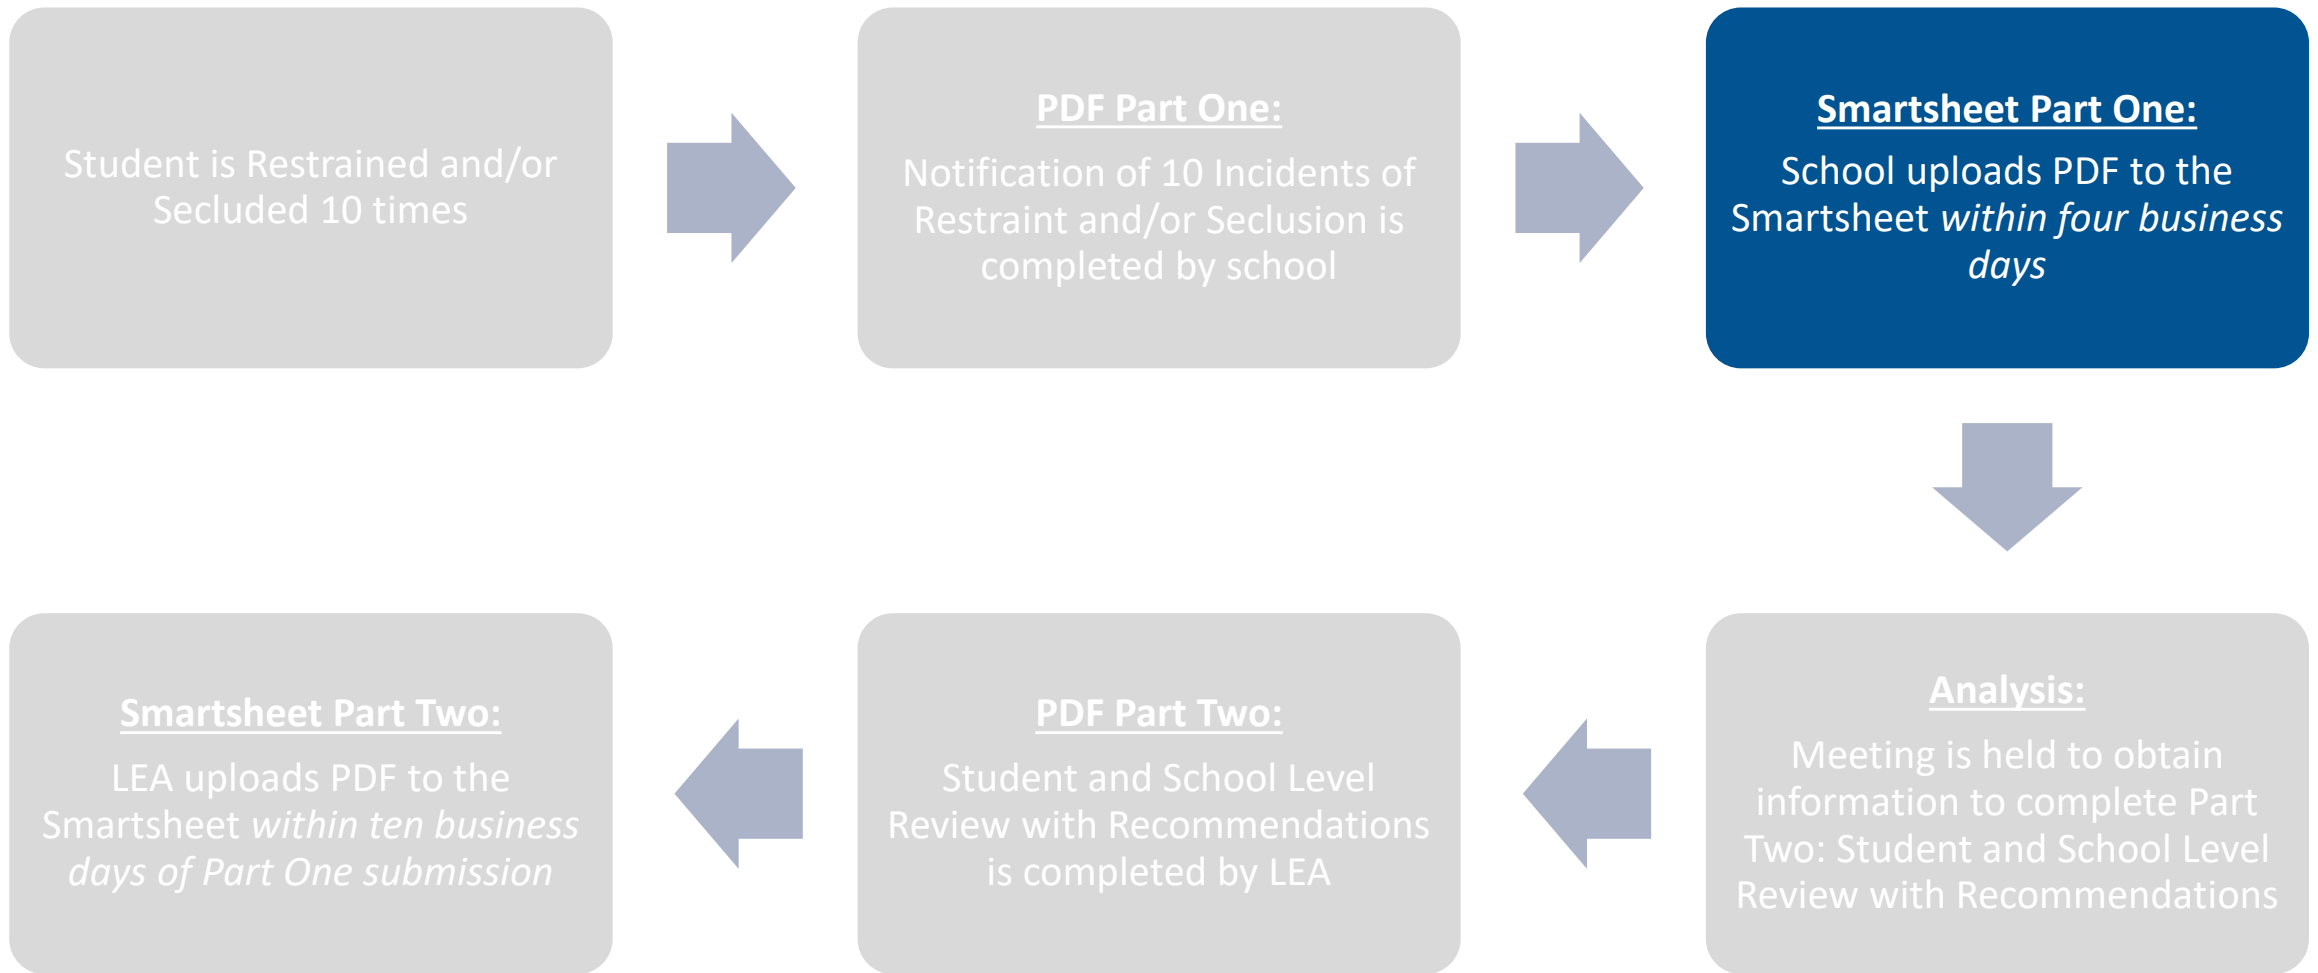 Student is Restrained and/or
Secluded 10 times
PDF Part One:
Notification of 10 Incidents of
Restraint and/or Seclusion is
completed by school
Smartsheet Part One:
School uploads PDF to the
Smartsheet within four business
days
Analysis:
Meeting is held to obtain
information to complete Part
Two: Student and School Level
Review with Recommendations
PDF Part Two:
Student and School Level
Review with Recommendations
is completed by LEA
Smartsheet Part Two:
LEA uploads PDF to the
Smartsheet within ten business
days of Part One submission